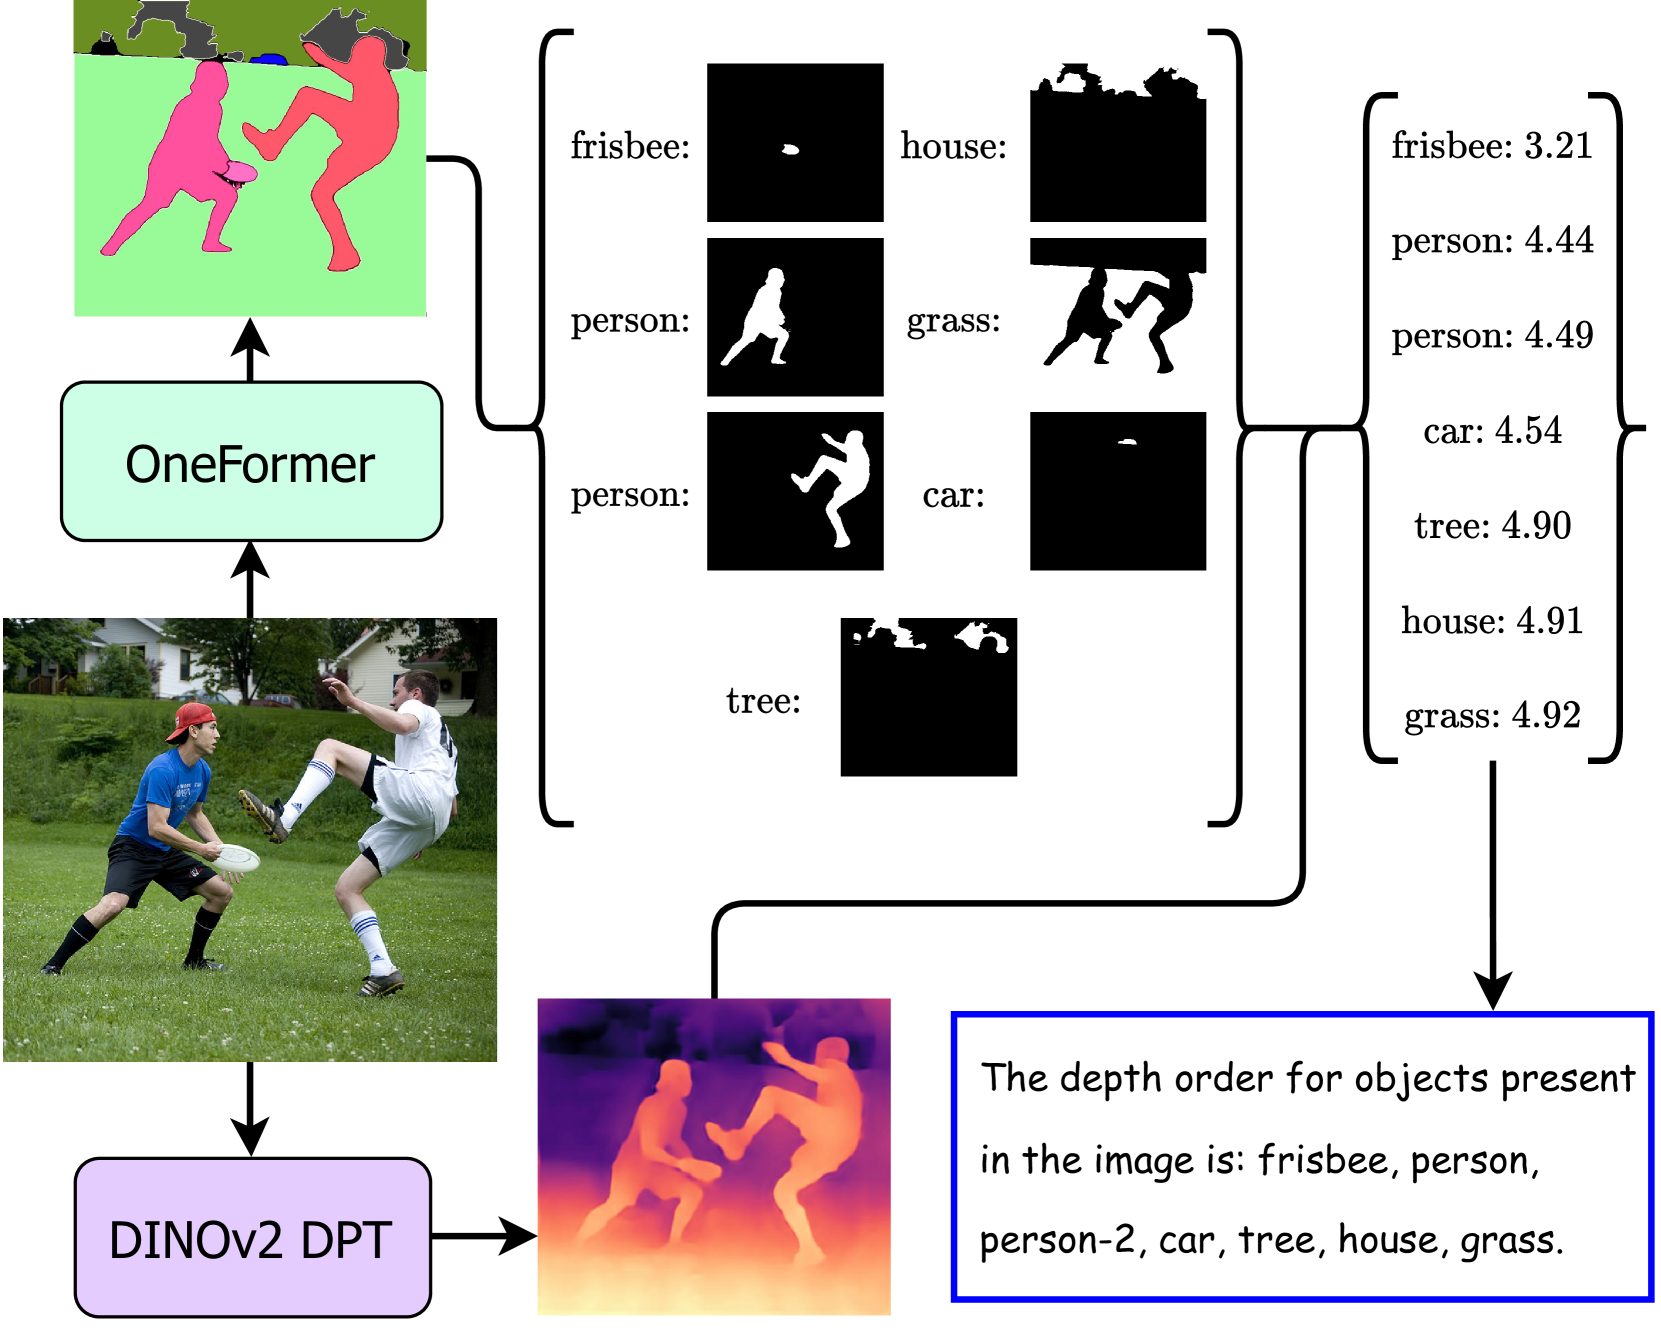 OneFormer
DINOv2 DPT
frisbee:
house:
person:
grass:
person:
car:
tree:
frisbee: 3.21
person: 4.44
person: 4.49
car: 4.54
tree: 4.90
house: 4.91
grass: 4.92
The depth order for objects present
in the image is: frisbee, person,
person-2, car, tree, house, grass.